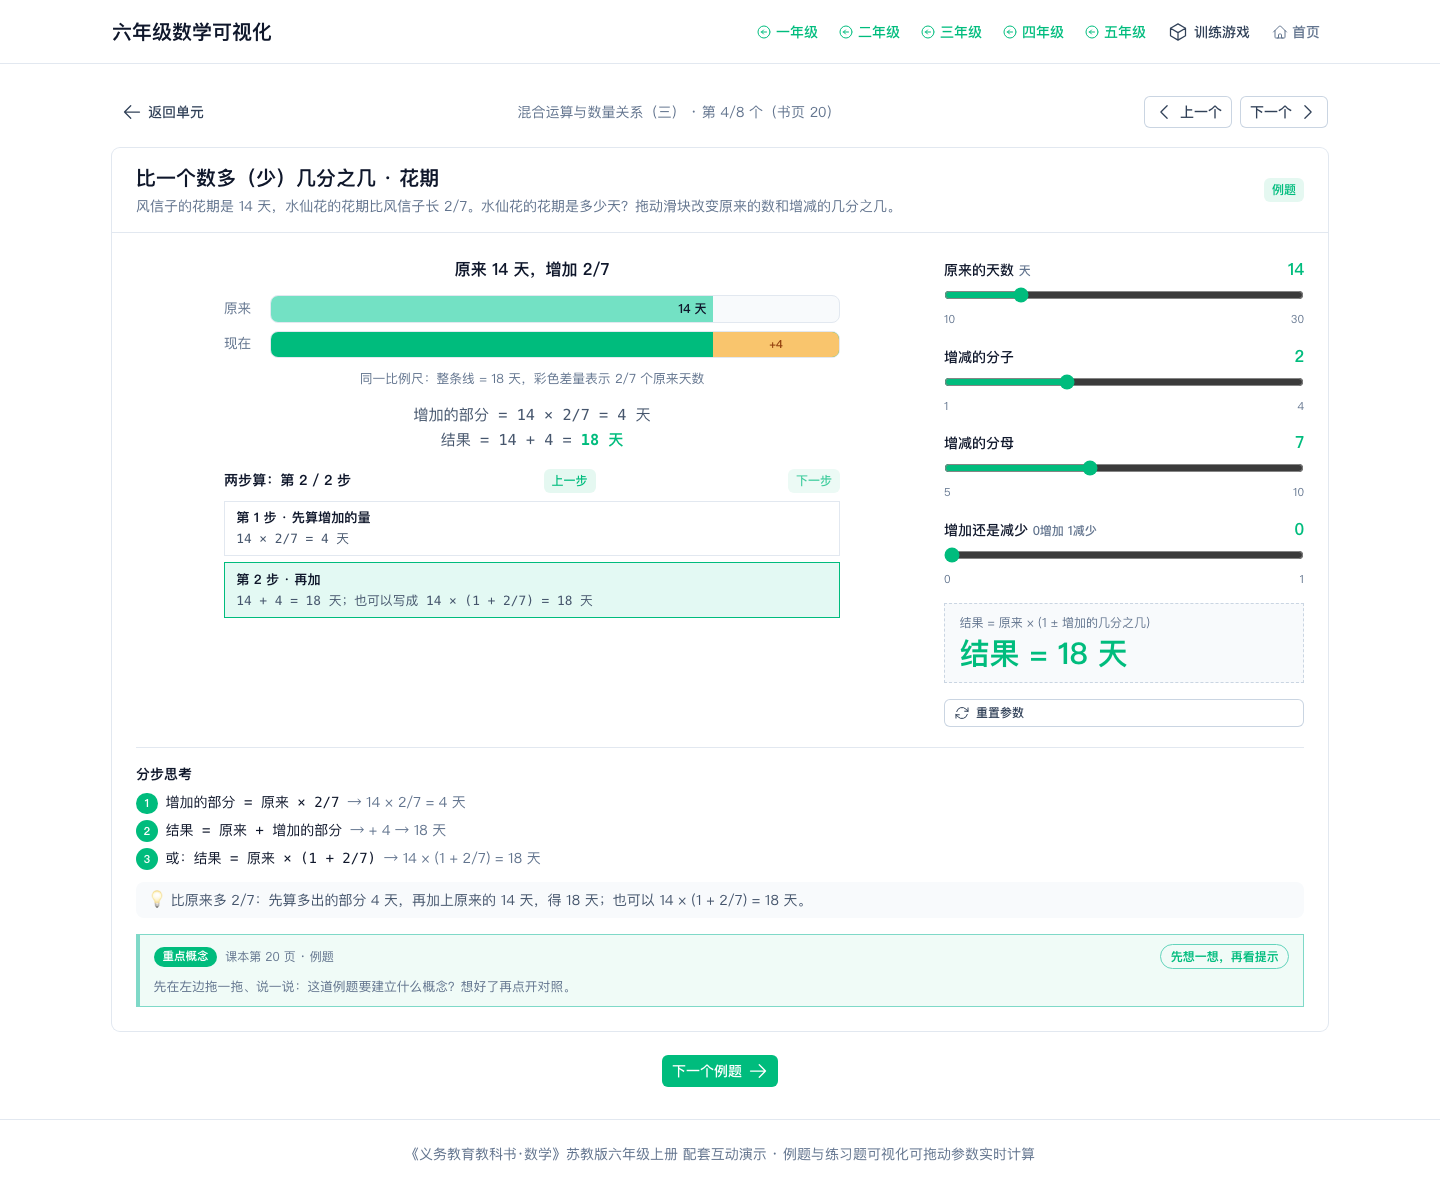 六年级数学可视化
一年级 二年级 三年级 四年级 五年级 训练游戏 首页
返回单元 混合运算与数量关系（三） · 第 4/8 个（书页 20） 上一个 下一个
比一个数多（少）几分之几 · 花期
风信子的花期是 14 天，水仙花的花期比风信子长 2/7。水仙花的花期是多少天？拖动滑块改变原来的数和增减的几分之几。
例题
原来 14 天，增加 2/7
原来 14 天
现在 +4
同一比例尺：整条线 = 18 天，彩色差量表示 2/7 个原来天数
增加的部分 = 14 × 2/7 = 4 天
结果 = 14 + 4 = 18 天
两步算：第 2 / 2 步 上一步 下一步
第 1 步 · 先算增加的量
14 × 2/7 = 4 天
第 2 步 · 再加
14 + 4 = 18 天；也可以写成 14 × (1 + 2/7) = 18 天
原来的天数 天 14
10 30
增减的分子 2
1 4
增减的分母 7
5 10
增加还是减少 0增加 1减少 0
0 1
结果 = 原来 × (1 ± 增加的几分之几)
结果 = 18 天
重置参数
分步思考
1 增加的部分 = 原来 × 2/7 → 14 × 2/7 = 4 天
2 结果 = 原来 + 增加的部分 → + 4 → 18 天
3 或：结果 = 原来 × (1 + 2/7) → 14 × (1 + 2/7) = 18 天
💡 比原来多 2/7：先算多出的部分 4 天，再加上原来的 14 天，得 18 天；也可以 14 × (1 + 2/7) = 18 天。
重点概念 课本第 20 页 · 例题 先想一想，再看提示
先在左边拖一拖、说一说：这道例题要建立什么概念？想好了再点开对照。
下一个例题
《义务教育教科书·数学》苏教版六年级上册 配套互动演示 · 例题与练习题可视化可拖动参数实时计算